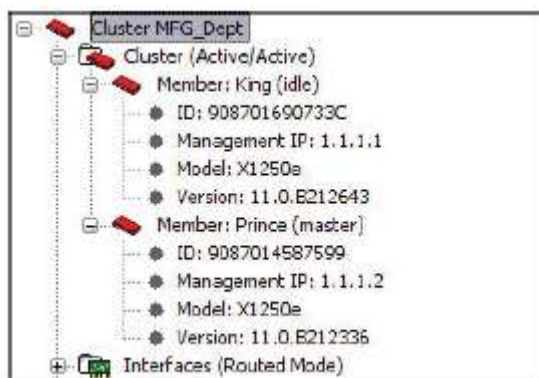 Cluster MFG_Dept
Cluster (Active/Active)
Member: King (idle)
ID: 908701690733C
Management IP: 1.1.1.1
Model: X1250e
Version: 11.0.B212643
Member: Prince (master)
ID: 9087014587599
Management IP: 1.1.1.2
Model: X1250e
Version: 11.0.B212336
Interfaces (Routed Mode)